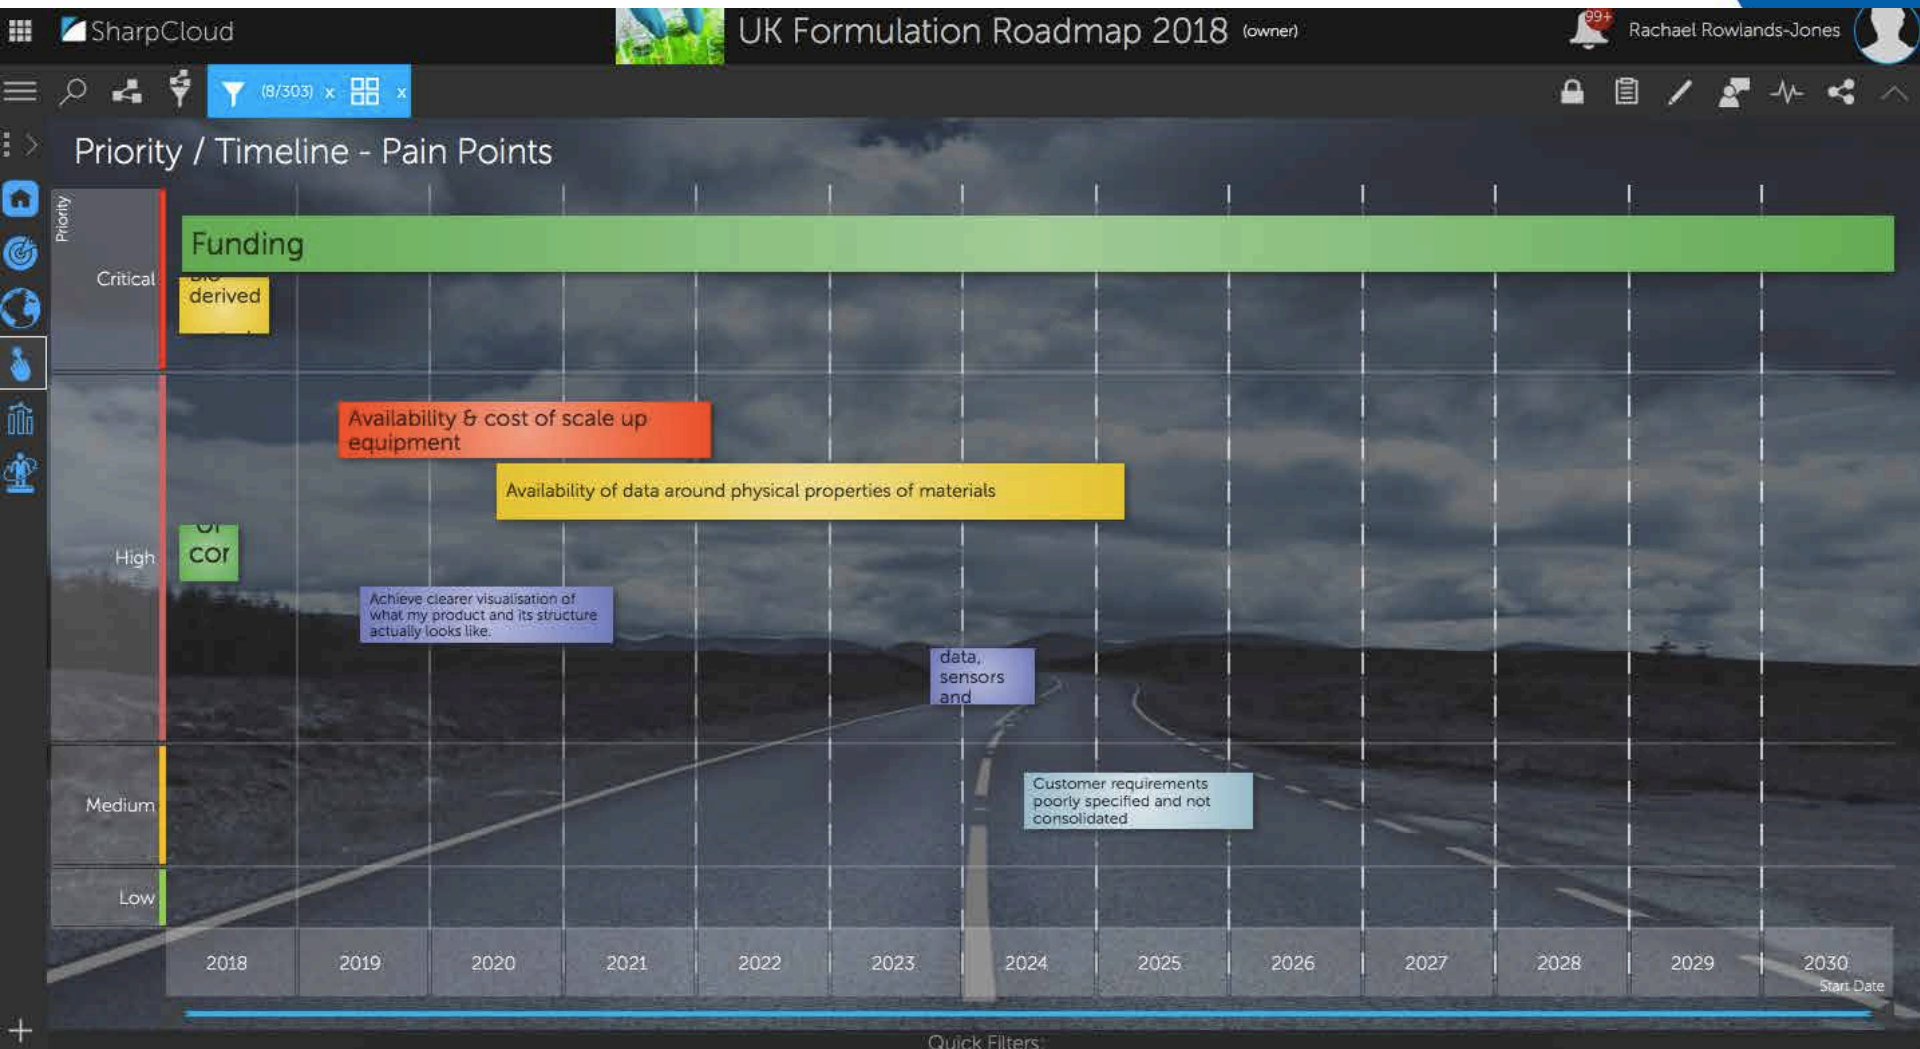 SharpCloud
UK Formulation Roadmap 2018 (owner)
99+
Rachael Rowlands-Jones
(8/303) x
x
Priority / Timeline - Pain Points
Priority
Critical
Funding
derived
Availability & cost of scale up
equipment
Availability of data around physical properties of materials
High
cor
Achieve clearer visualisation of
what my product and its structure
actually looks like.
data,
sensors
and
Medium
Customer requirements
poorly specified and not
consolidated
Low
2018 2019 2020 2021 2022 2023 2024 2025 2026 2027 2028 2029 2030
Start Date
Quick Filters: